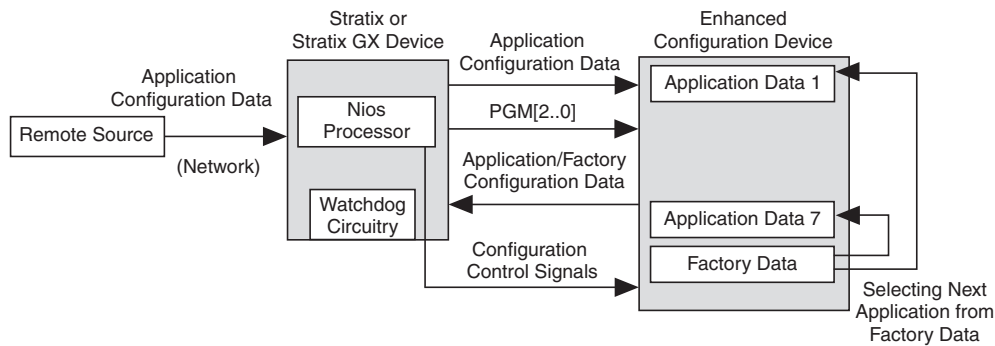 Stratix or
Stratix GX Device
Enhanced
Configuration Device
Application
Configuration Data
Application
Configuration Data
Application Data 1
PGM[2..0]
Nios
Processor
Remote Source
(Network)
Application/Factory
Configuration Data
Watchdog
Circuitry
Application Data 7
Configuration
Control Signals
Factory Data
Selecting Next
Application from
Factory Data